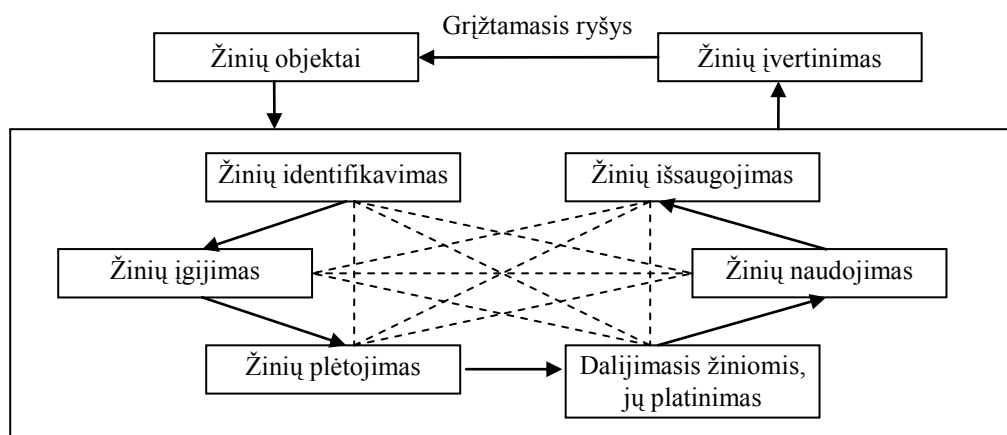 Grįžtamasis ryšys
Žinių objektai
Žinių įvertinimas
Žinių identifikavimas
Žinių išsaugojimas
Žinių įgijimas
Žinių naudojimas
Žinių plėtojimas
Dalijimasis žiniomis,
jų platinimas